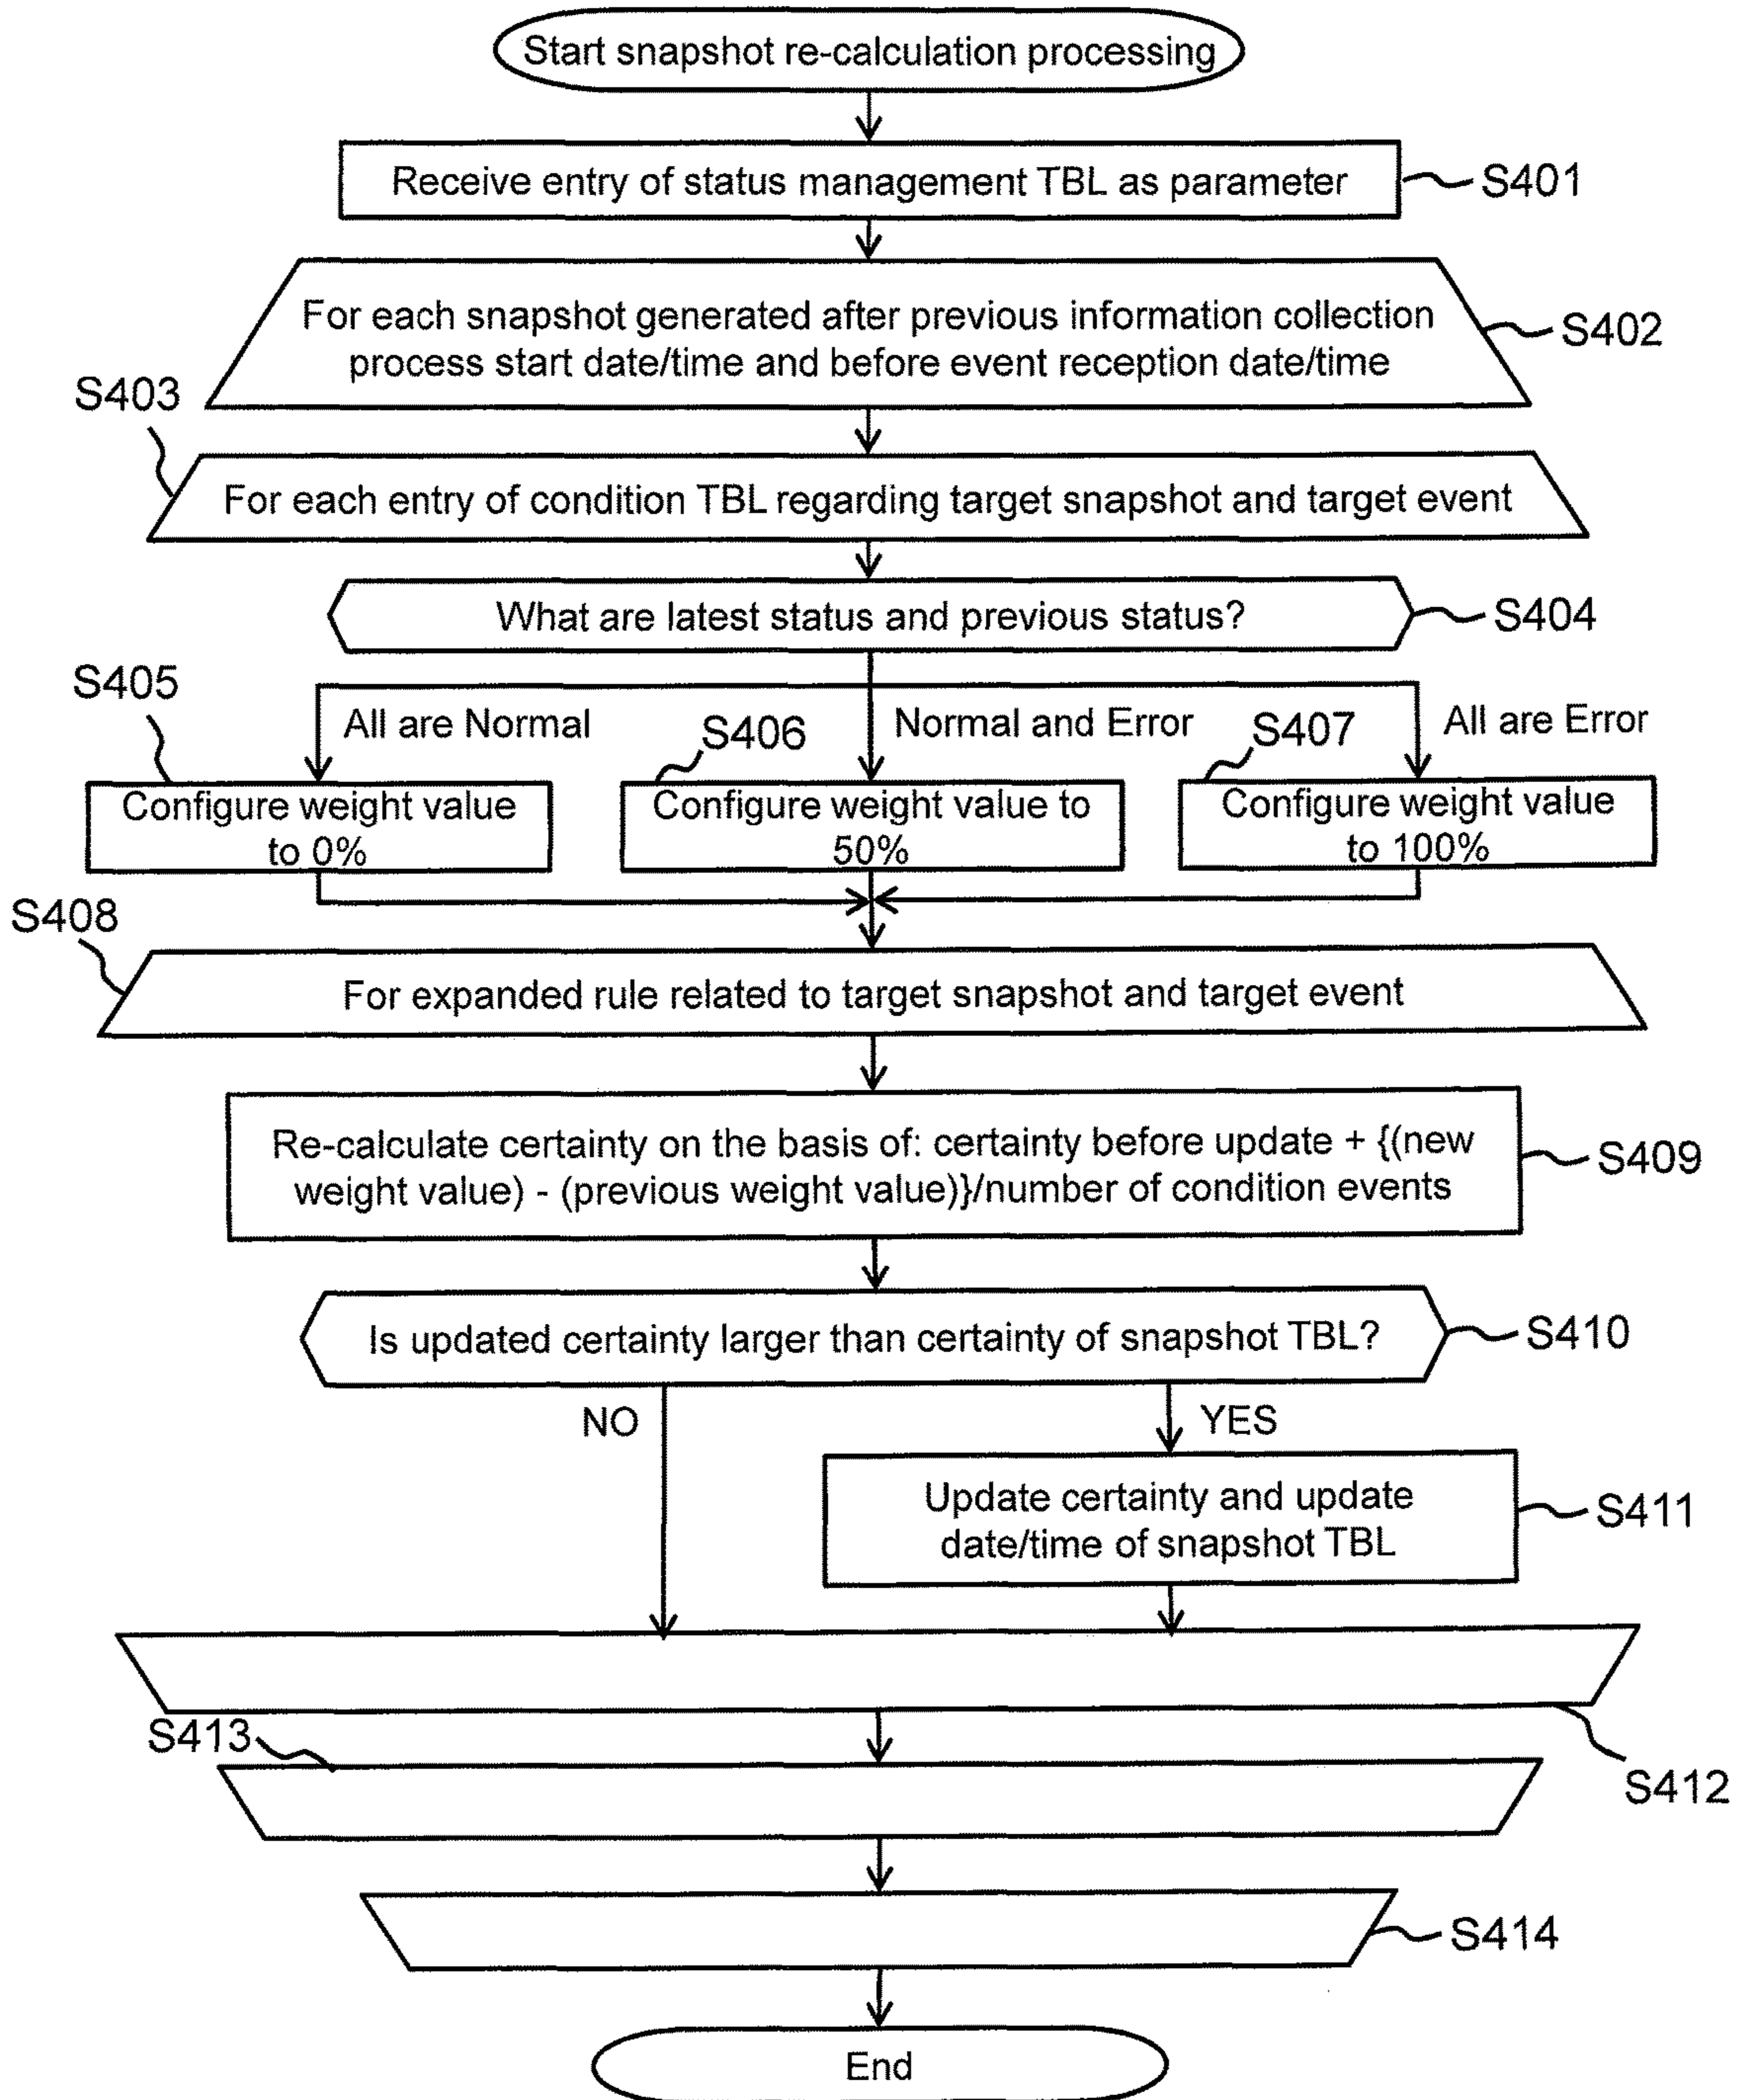 Start snapshot re-calculation processing
Receive entry of status management TBL as parameter
S401
For each snapshot generated after previous information collection
process start date/time and before event reception date/time
S402
S403
For each entry of condition TBL regarding target snapshot and target event
What are latest status and previous status?
S404
S405
All are Normal
S406
Normal and Error
S407
All are Error
Configure weight value
to 0%
Configure weight value to
50%
Configure weight value
to 100%
S408
For expanded rule related to target snapshot and target event
Re-calculate certainty on the basis of: certainty before update + {(new
weight value) - (previous weight value)}/number of condition events
S409
Is updated certainty larger than certainty of snapshot TBL?
S410
NO
YES
Update certainty and update
date/time of snapshot TBL
S411
S412
S413
S414
End